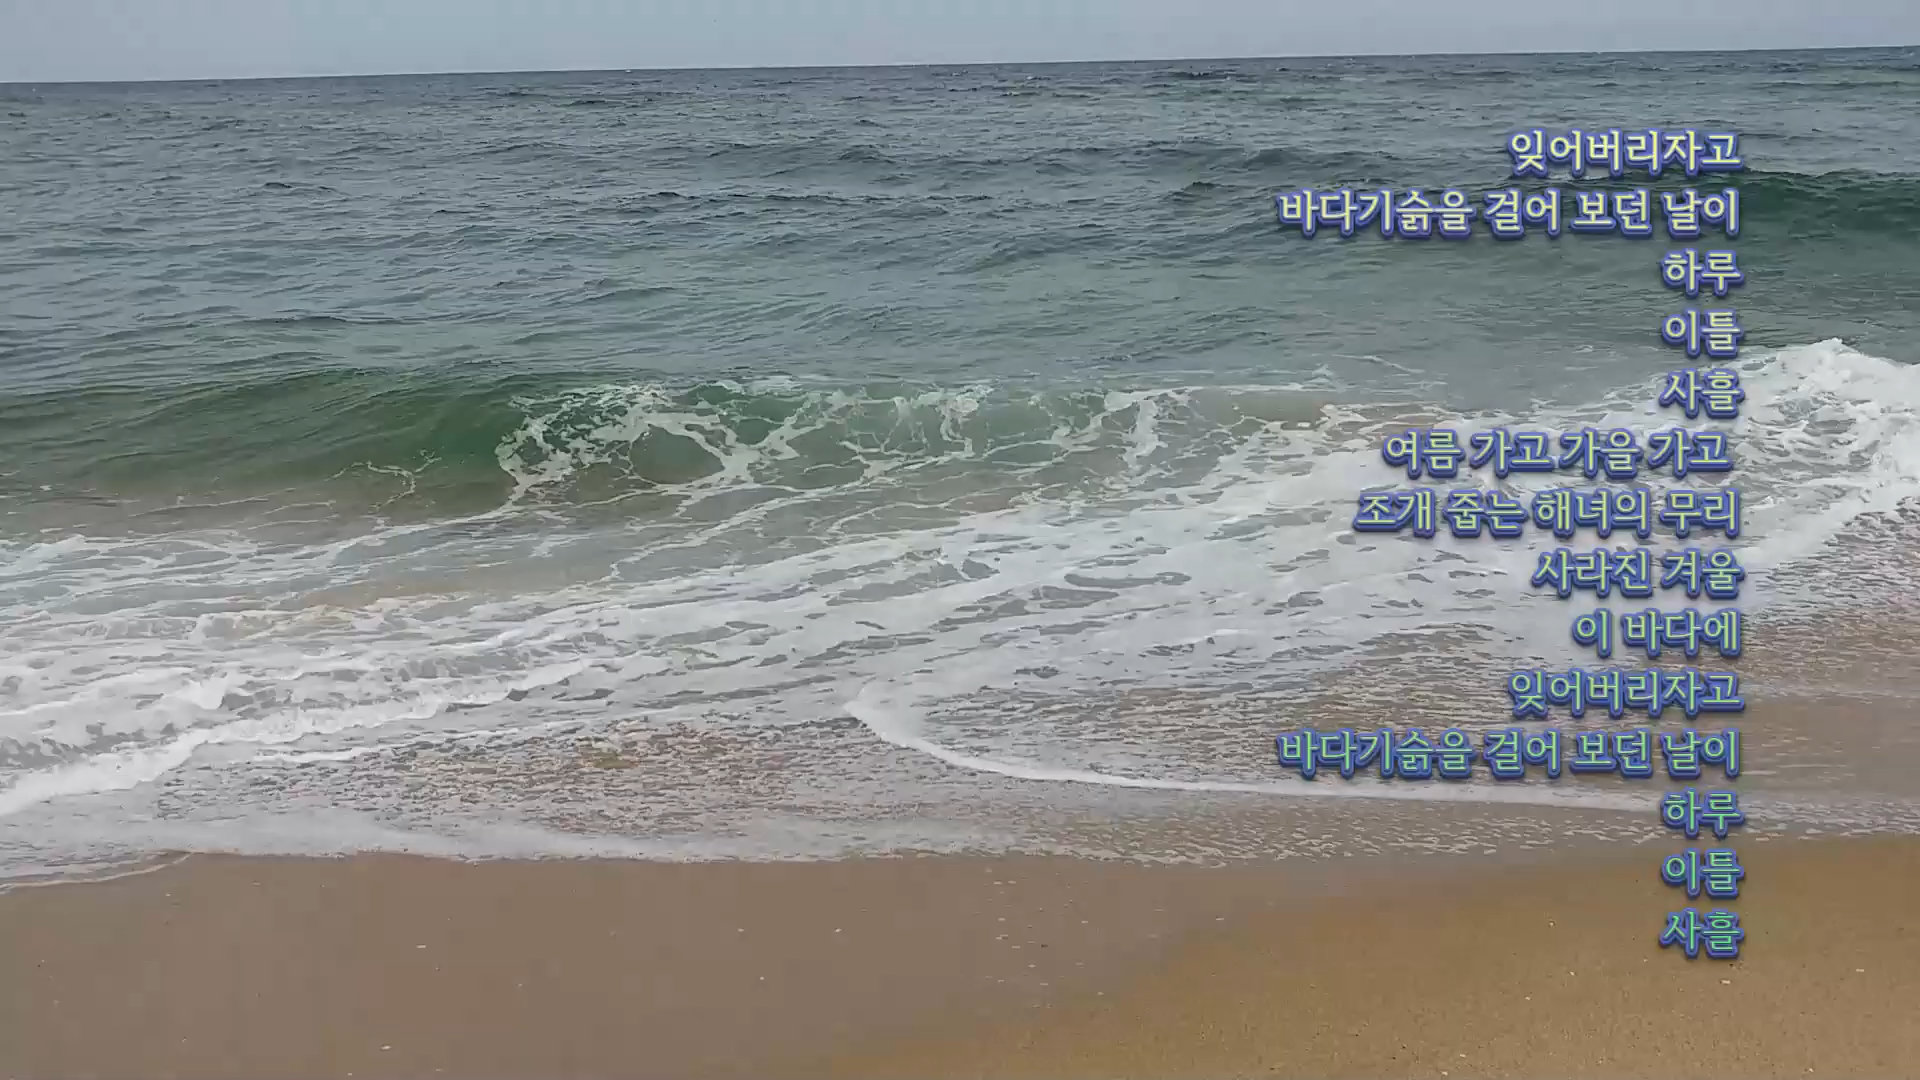 잊어버리자고
바다기슭을 걸어 보던 날이
하루
이틀
사흘
여름 가고 가을 가고
조개 줍는 해녀의 무리
사라진 겨울
이 바다에
잊어버리자고
바다기슭을 걸어 보던 날이
하루
이틀
사흘